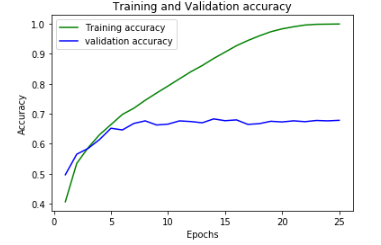 Training and Validation accuracy
Training accuracy
validation accuracy
Accuracy
1.0
0.9
0.8
0.7
0.6
0.5
0.4
0
5
10
15
20
25
Epochs